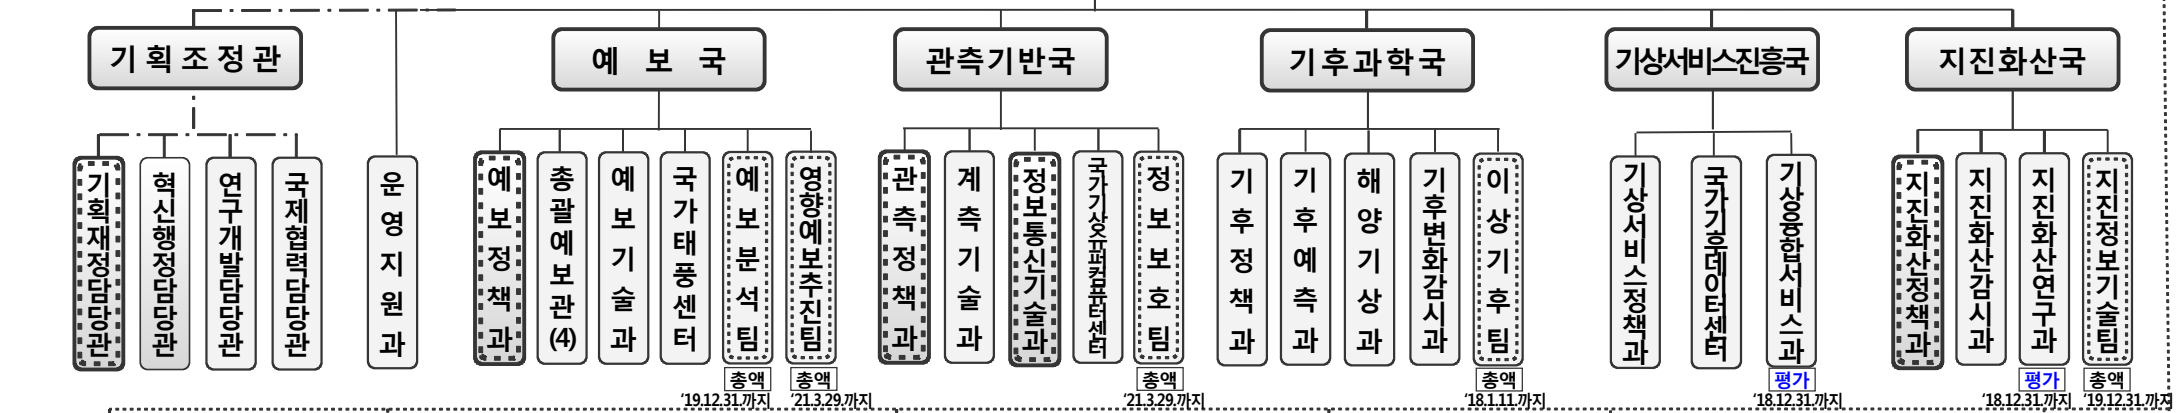 기획조정관
예 보 국
관측기반국
기후과학국
기상서비스진흥국
지진화산국
기획재정담당관
혁신행정담당관
연구개발담당관
국제협력담당관
운영지원과
예보정책과
총괄예보관(4)
예보기술과
국가태풍센터
예보분석팀
영향예보추진팀
관측정책과
계측기술과
정보통신기술과
국가기상슈퍼컴퓨터센터
정보보호팀
기후정책과
기후예측과
해양기상과
기후변화감시과
이상기후팀
기상서비스정책과
국가기후데이터센터
기상융합서비스과
지진화산정책과
지진화산감시과
지진화산연구과
지진정보기술팀
총액
총액
총액
총액
평가
평가
총액
‘19.12.31.까지
‘21.3.29.까지
‘21.3.29.까지
‘18.1.11.까지
‘18.12.31.까지
‘18.12.31.까지
‘19.12.31.까지